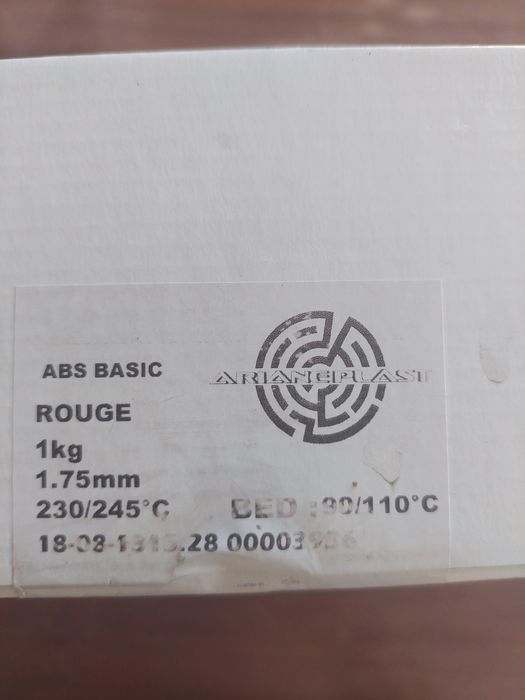 ABS BASIC
ARIANEPLAST
ROUGE
1kg
1.75mm
230/245°C BED :90/110°C